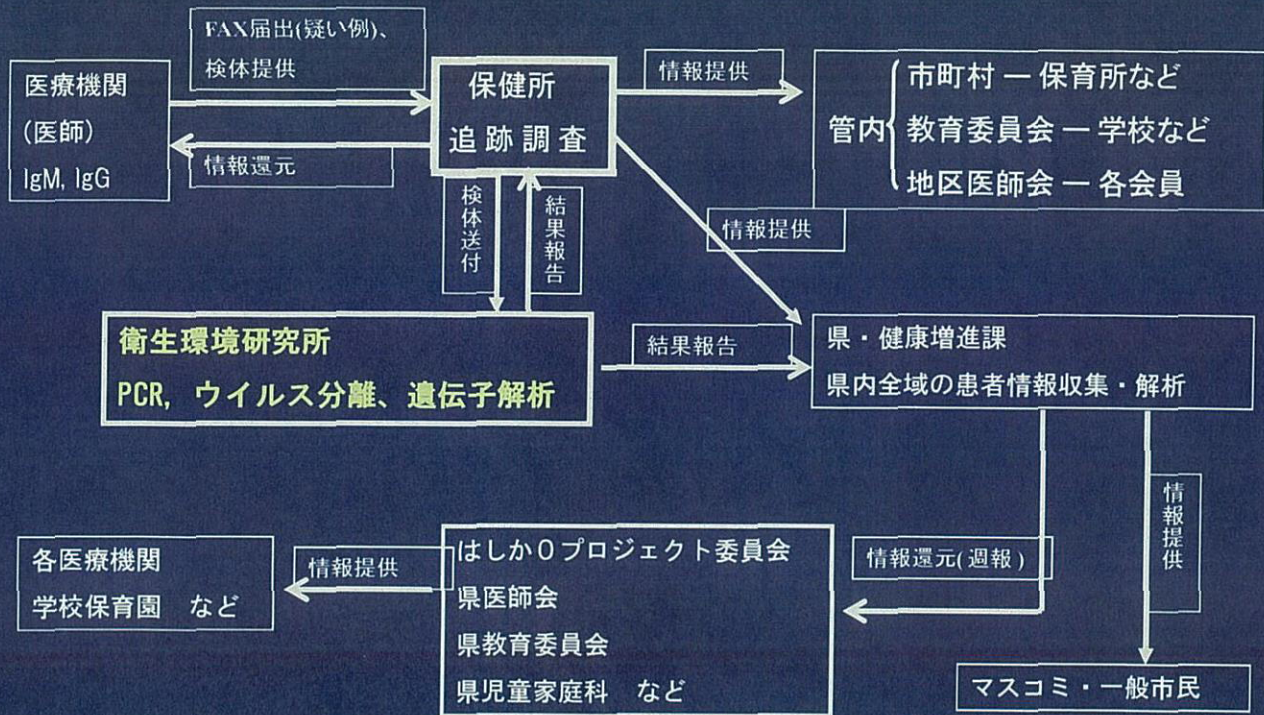 FAX届出(疑い例)、
検体提供
医療機関
(医師)
IgM, IgG
情報還元
保健所
追跡調査
情報提供
管内
市町村 ー 保育所など
教育委員会 ー 学校など
地区医師会 ー 各会員
検体送付
結果報告
情報提供
衛生環境研究所
PCR, ウイルス分離、遺伝子解析
結果報告
県・健康増進課
県内全域の患者情報収集・解析
各医療機関
学校保育園 など
情報提供
はしか0プロジェクト委員会
県医師会
県教育委員会
県児童家庭科 など
情報還元(週報)
情報提供
マスコミ・一般市民